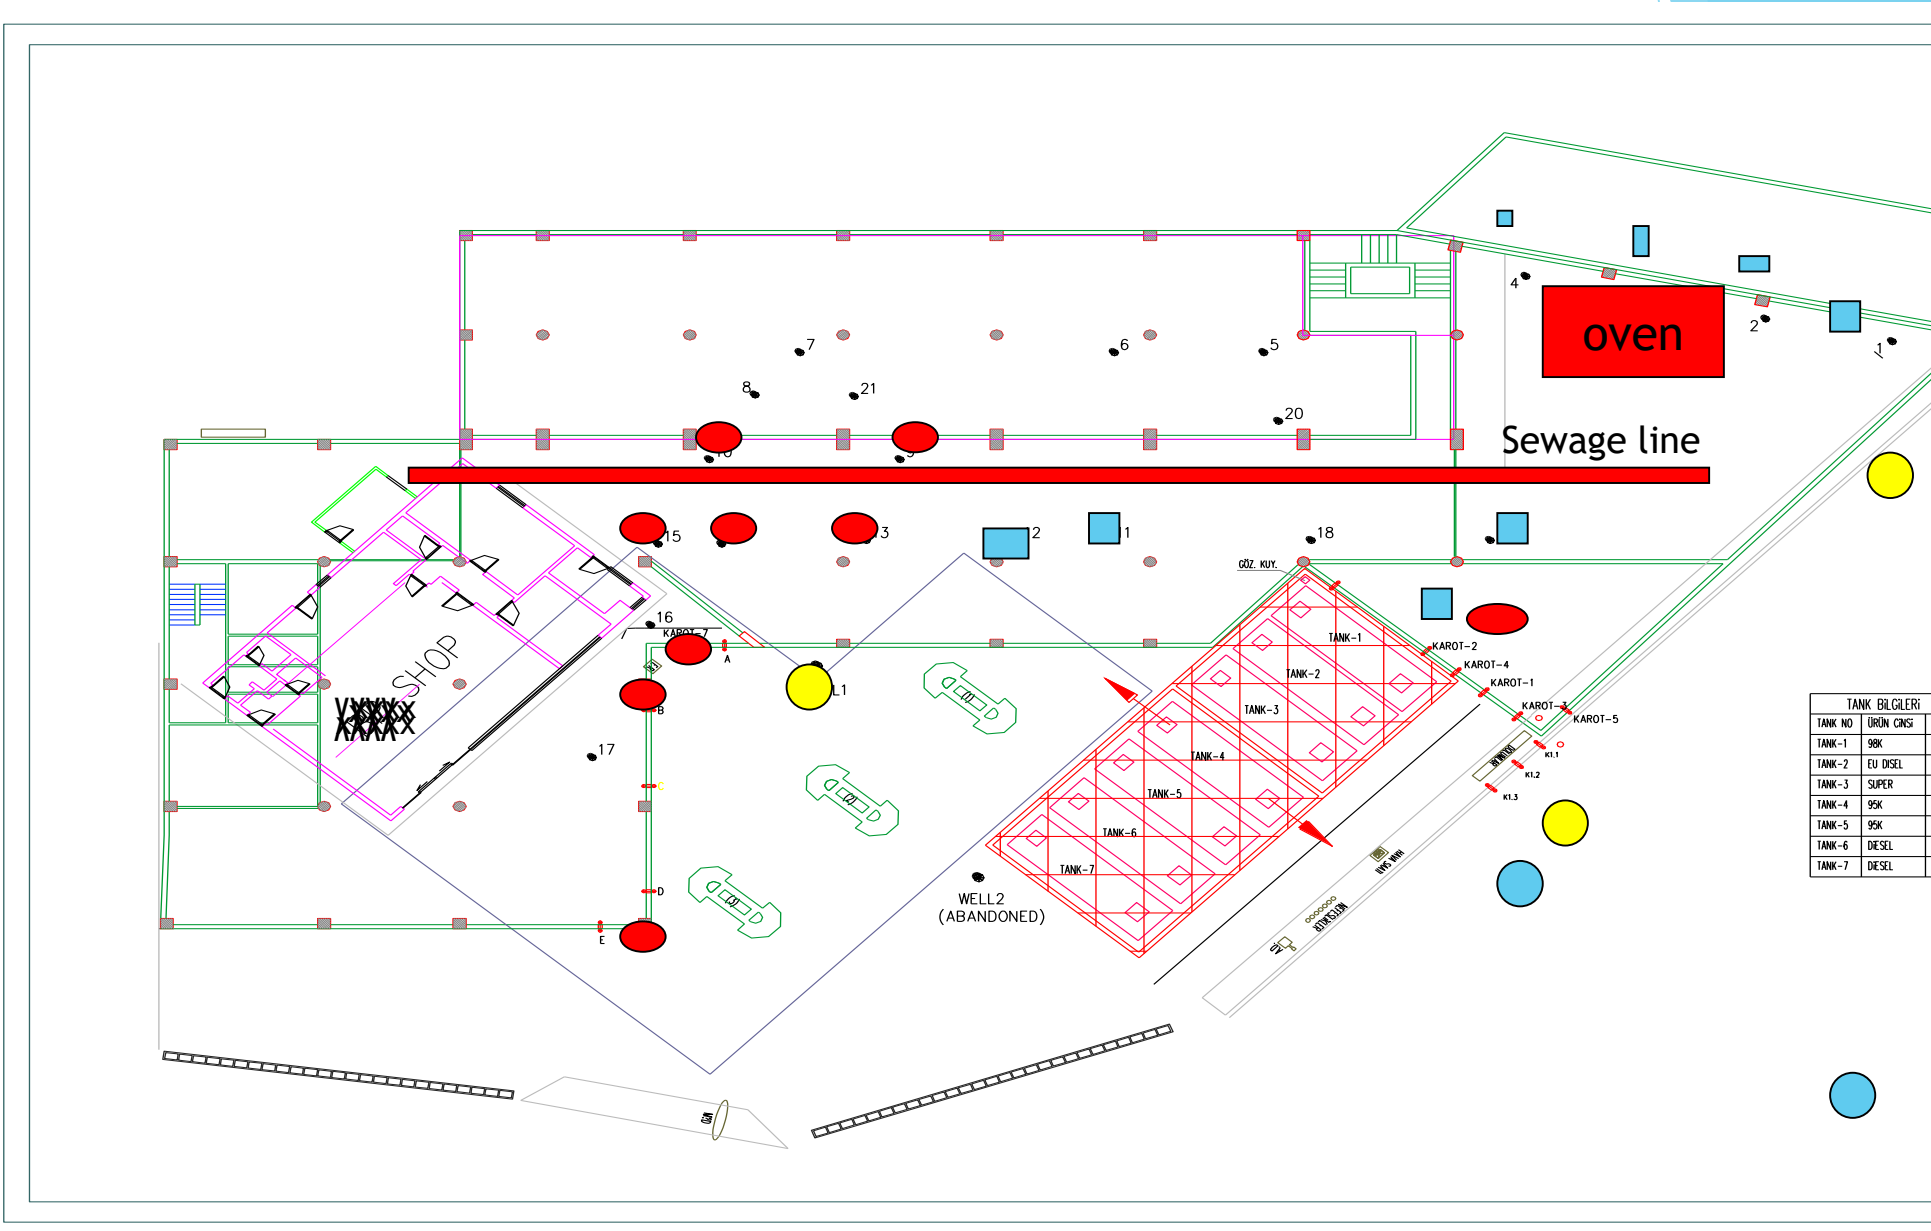 4
oven
2
1
7
6
5
8
21
20
Sewage line
15
12
11
18
GÖZ. KUY.
16
KAROT-7
A
TANK-1
KAROT-2
KAROT-4
KAROT-1
KAROT-3
KAROT-5
TANK-2
TANK-3
TANK-4
TANK-5
TANK-6
TANK-7
SHOP
B
17
C
D
E
(1)
(2)
(3)
K1.1
K1.2
K1.3
HAVA SAATI
WELL2
(ABANDONED)
TANK BİLGİLERİ
TANK NO ÜRÜN CİNSİ
TANK-1 98K
TANK-2 EU DISEL
TANK-3 SUPER
TANK-4 95K
TANK-5 95K
TANK-6 DIESEL
TANK-7 DIESEL